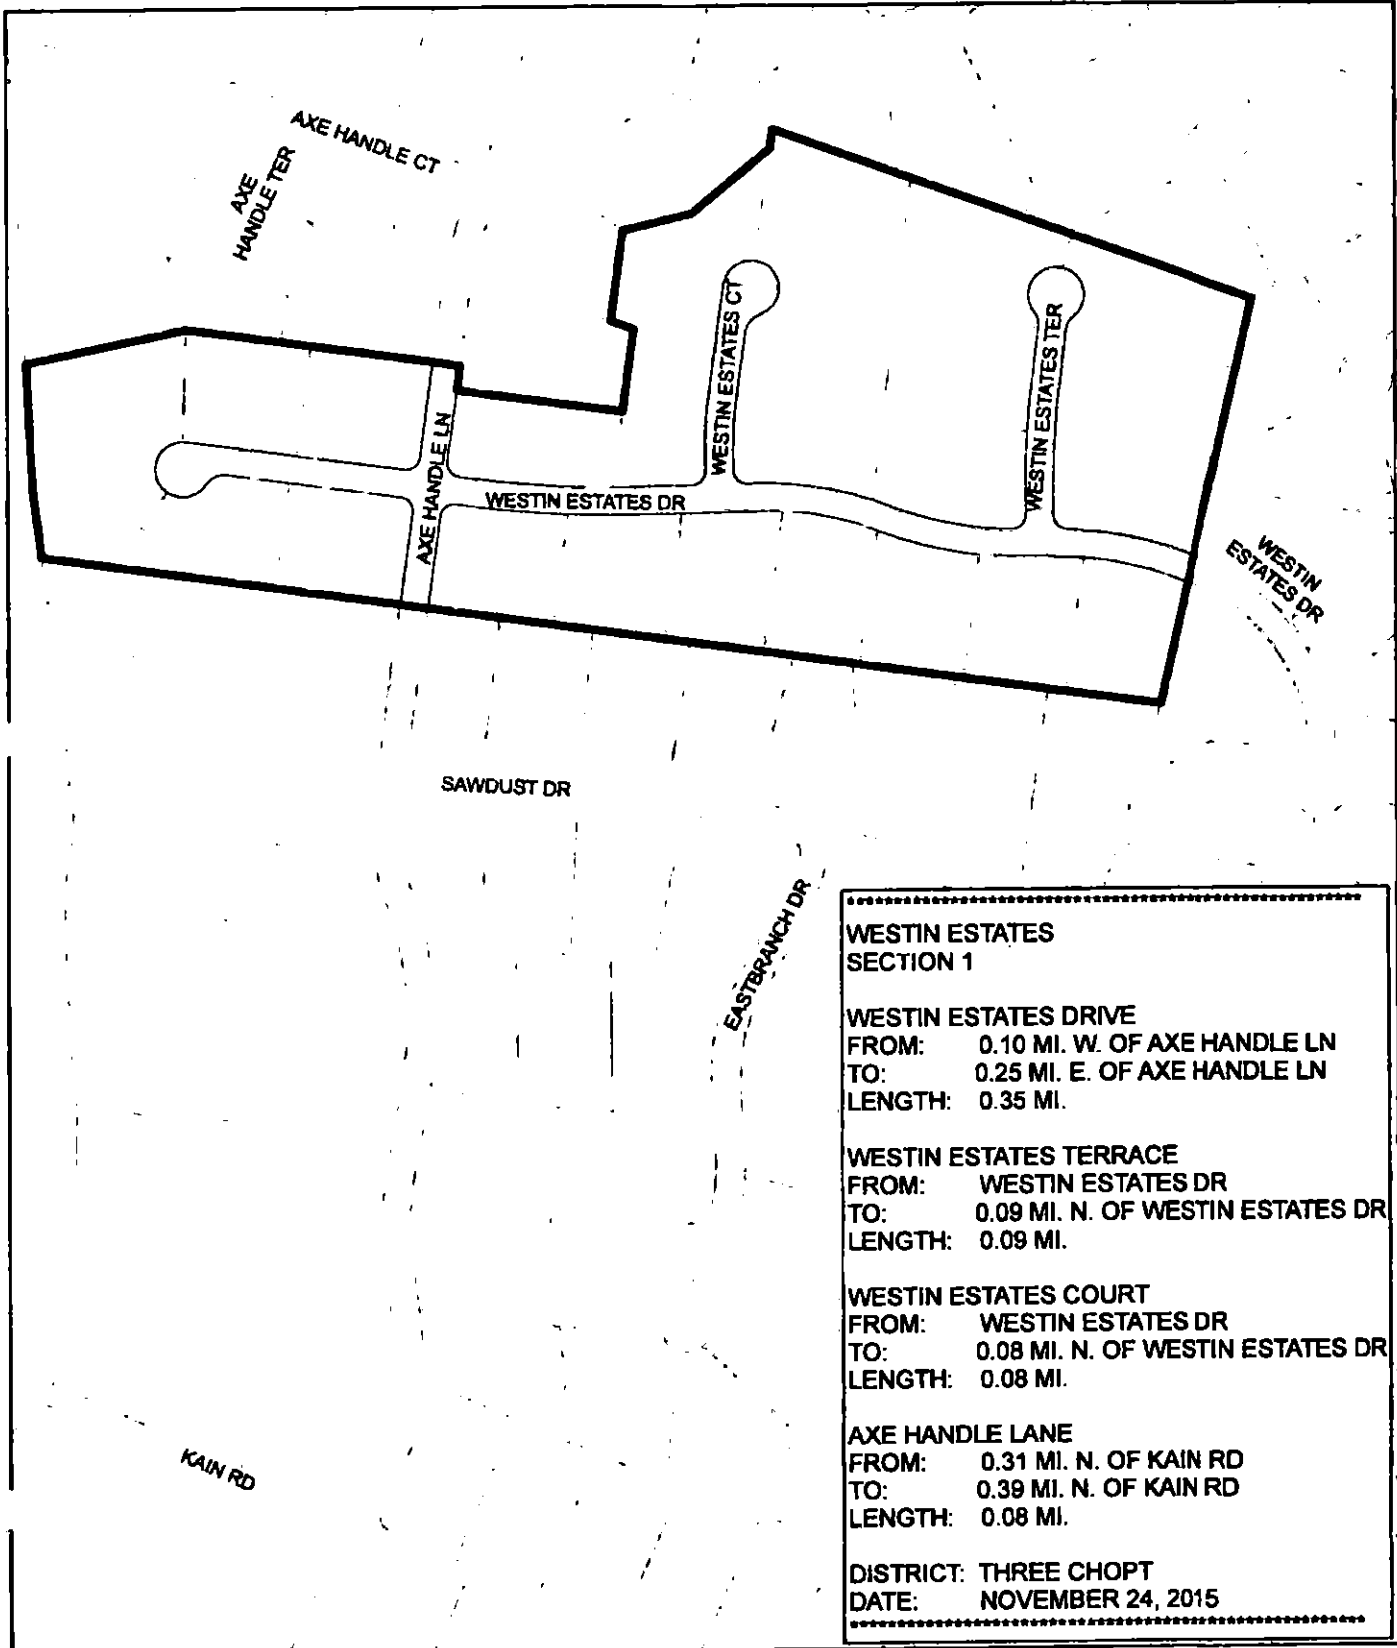 AXE HANDLE CT
AXE
HANDLE TER
WESTIN ESTATES CT
WESTIN ESTATES TER
AXE HANDLE LN
WESTIN ESTATES DR
AXE HANDLE LN
WESTIN
ESTATES DR
SAWDUST DR
EASTBRANCH DR
KAIN RD
WESTIN ESTATES
SECTION 1
WESTIN ESTATES DRIVE
FROM: 0.10 MI. W. OF AXE HANDLE LN
TO: 0.25 MI. E. OF AXE HANDLE LN
LENGTH: 0.35 MI.
WESTIN ESTATES TERRACE
FROM: WESTIN ESTATES DR
TO: 0.09 MI. N. OF WESTIN ESTATES DR
LENGTH: 0.09 MI.
WESTIN ESTATES COURT
FROM: WESTIN ESTATES DR
TO: 0.08 MI. N. OF WESTIN ESTATES DR
LENGTH: 0.08 MI.
AXE HANDLE LANE
FROM: 0.31 MI. N. OF KAIN RD
TO: 0.39 MI. N. OF KAIN RD
LENGTH: 0.08 MI.
DISTRICT: THREE CHOPT
DATE: NOVEMBER 24, 2015